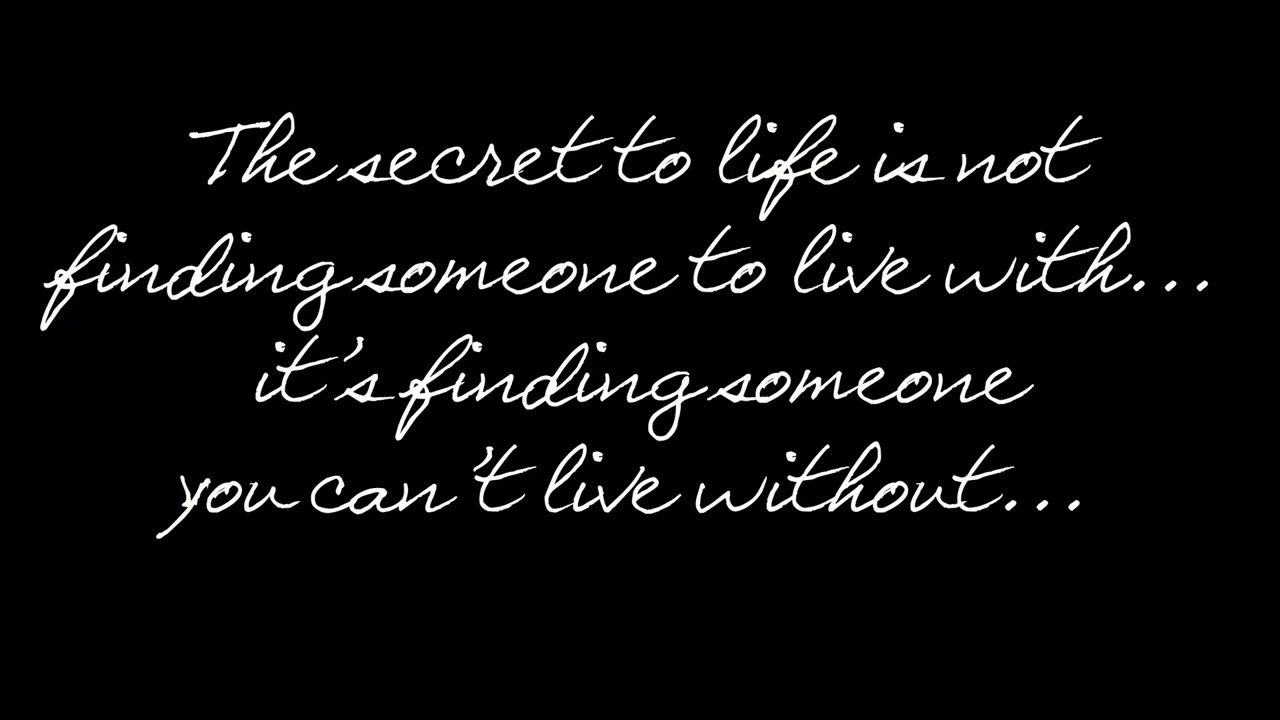 The secret to life is not
finding someone to live with...
it's finding someone
you can't live without...